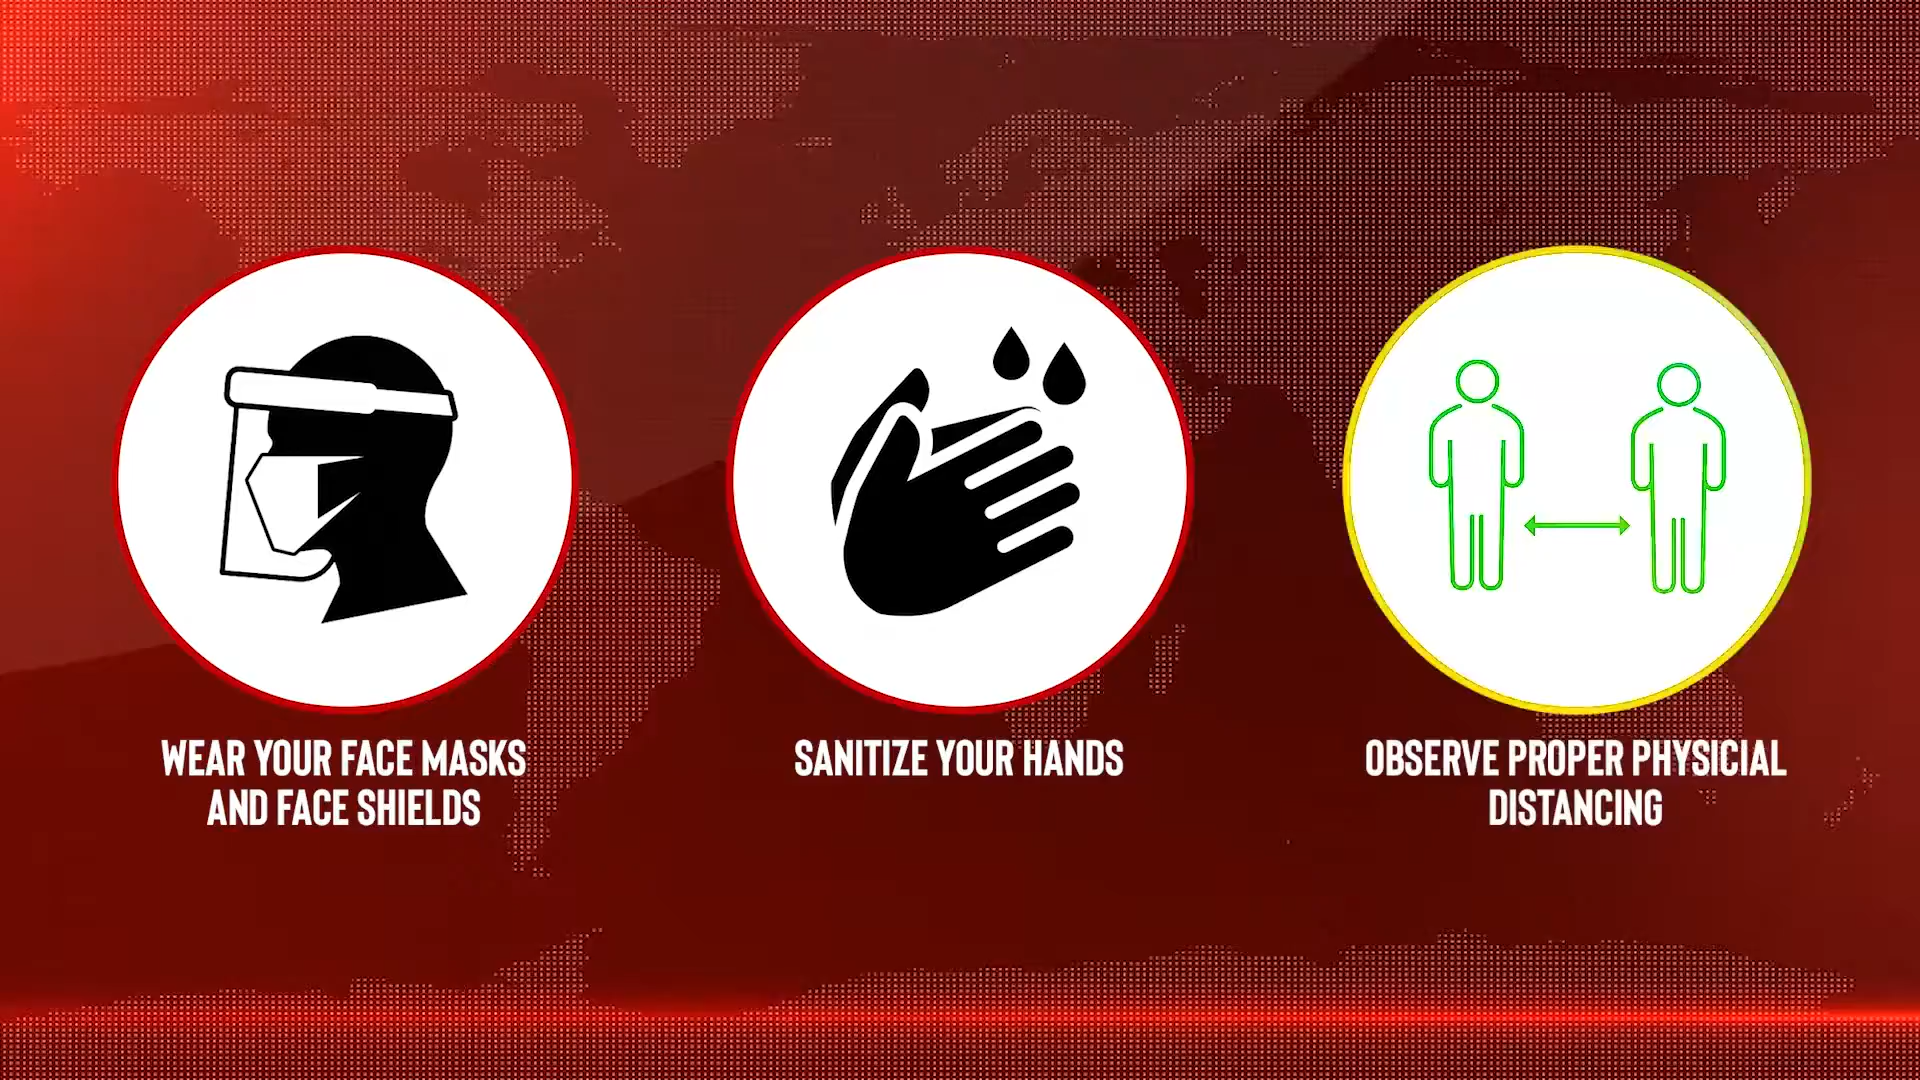 WEAR YOUR FACE MASKS
AND FACE SHIELDS
SANITIZE YOUR HANDS
OBSERVE PROPER PHYSICIAL
DISTANCING